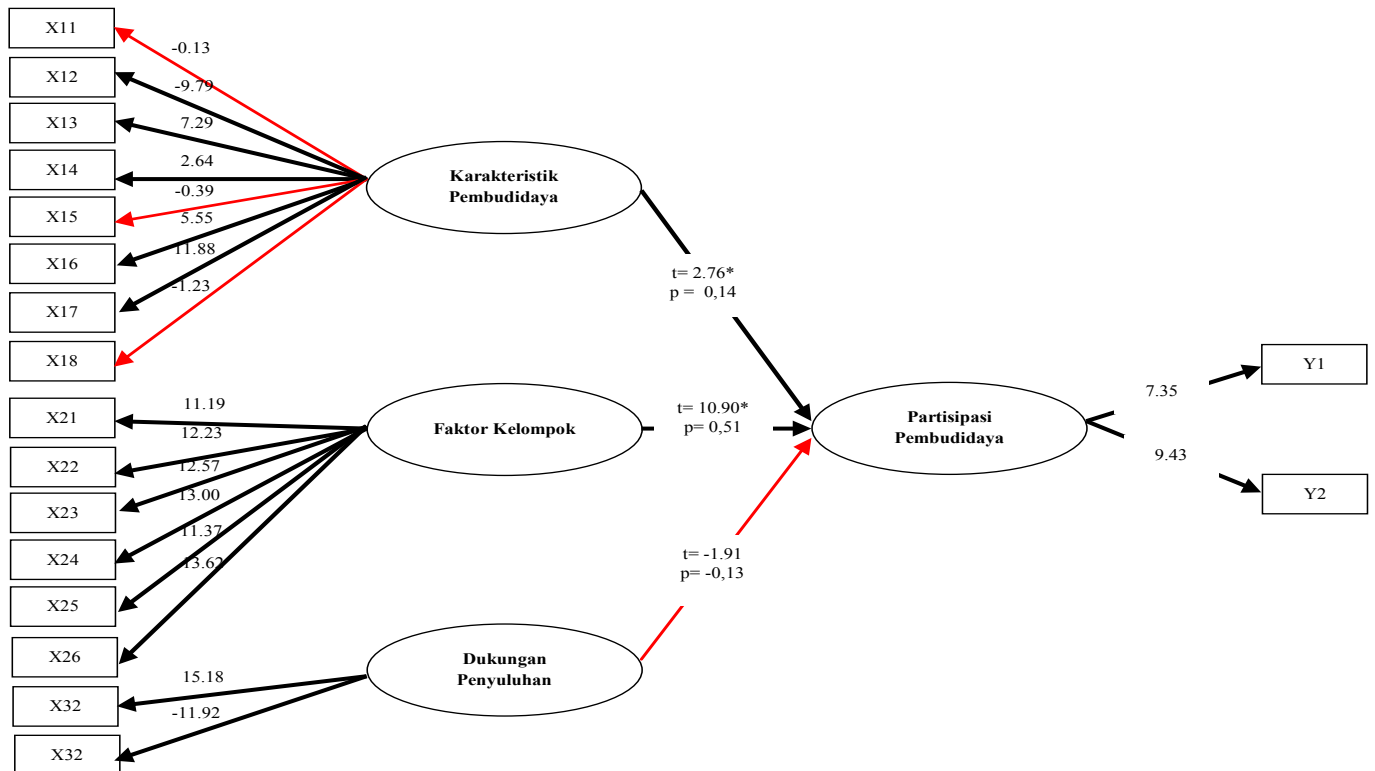 X11
X12
X13
X14
X15
X16
X17
X18
X21
X22
X23
X24
X25
X26
X32
X32
-0.13
-9.79
7.29
2.64
-0.39
5.55
11.88
-1.23
11.19
12.23
12.57
13.00
11.37
13.62
15.18
-11.92
Karakteristik
Pembudidaya
Faktor Kelompok
Dukungan
Penyuluhan
t= 2.76*
p = 0,14
t= 10.90*
p= 0,51
t= -1.91
p= -0,13
Partisipasi
Pembudidaya
7.35
9.43
Y1
Y2